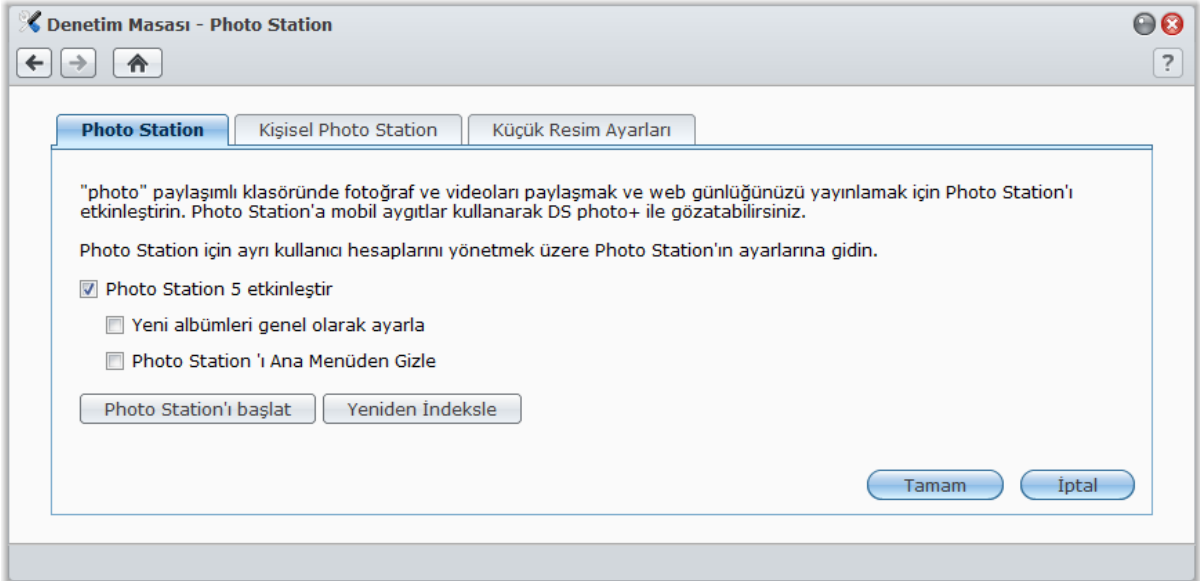 Denetim Masası - Photo Station
?
Photo Station
Kişisel Photo Station
Küçük Resim Ayarları
"photo" paylaşımlı klasöründe fotoğraf ve videoları paylaşmak ve web günlüğünüzü yayınlamak için Photo Station'ı
etkinleştirin. Photo Station'a mobil aygıtlar kullanarak DS photo+ ile gözatabilirsiniz.
Photo Station için ayrı kullanıcı hesaplarını yönetmek üzere Photo Station'ın ayarlarına gidin.
Photo Station 5 etkinleştir
Yeni albümleri genel olarak ayarla
Photo Station 'ı Ana Menüden Gizle
Photo Station'ı başlat
Yeniden İndeksle
Tamam
İptal